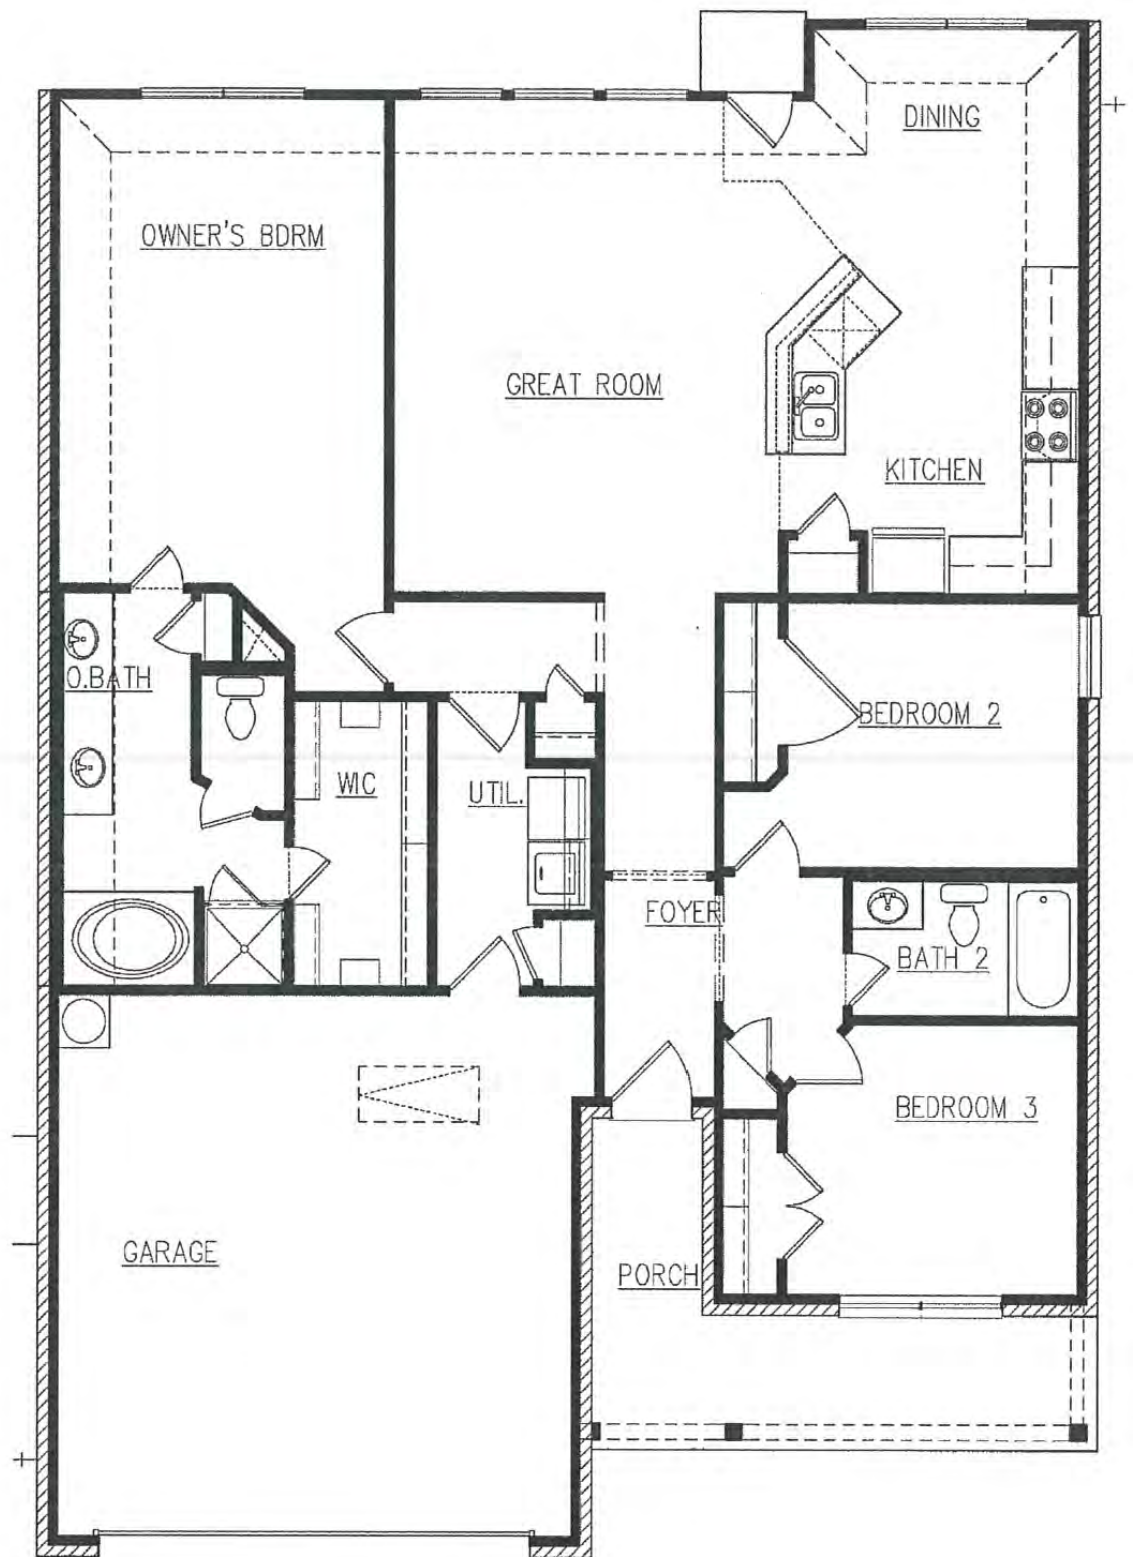 DINING
OWNER'S BDRM
GREAT ROOM
KITCHEN
O.BATH
BEDROOM 2
WIC
UTIL.
FOYER
BATH 2
BEDROOM 3
GARAGE
PORCH